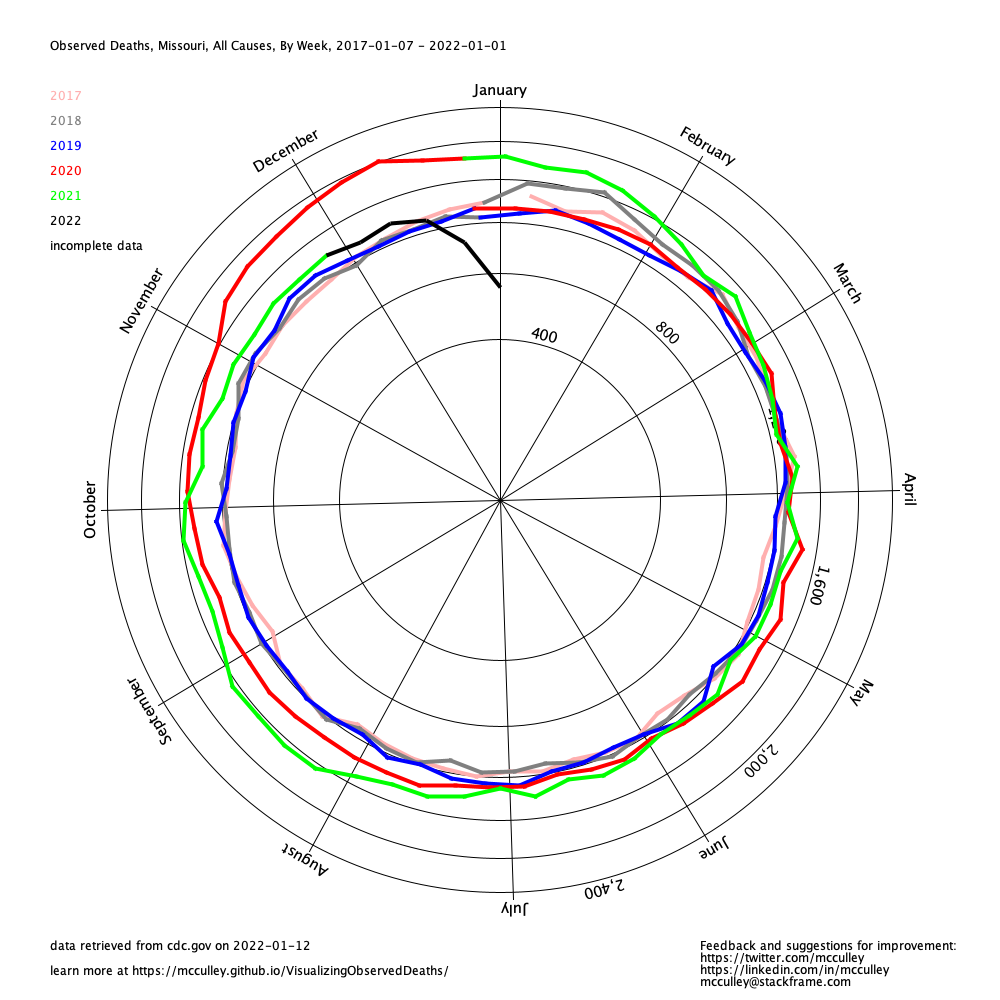 Observed Deaths, Missouri, All Causes, By Week, 2017-01-07 - 2022-01-01
2017
2018
2019
2020
2021
2022
incomplete data
January
February
March
April
May
June
July
August
September
October
November
December
400
800
1,600
2,000
2,400
data retrieved from cdc.gov on 2022-01-12
learn more at https://mcculley.github.io/VisualizingObservedDeaths/
Feedback and suggestions for improvement:
https://twitter.com/mcculley
https://linkedin.com/in/mcculley
mcculley@stackframe.com